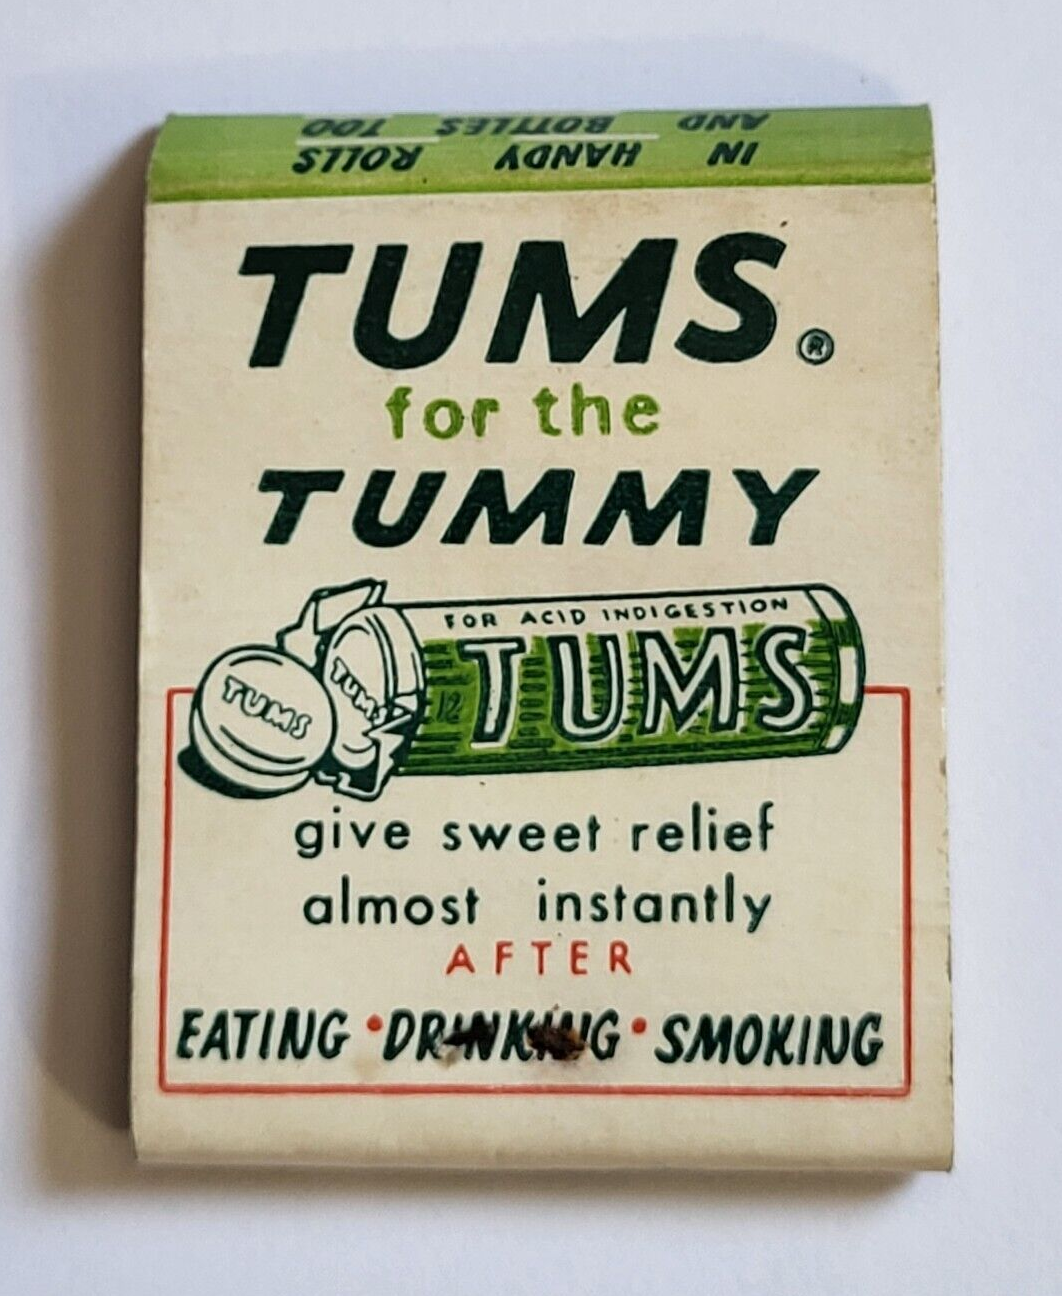 IN HANDY ROLLS
AND BOTTLES TOO
TUMS.®
for the
TUMMY
FOR ACID INDIGESTION
TUMS
TUMS
12
TUMS
give sweet relief
almost instantly
AFTER
EATING • DRINKING • SMOKING